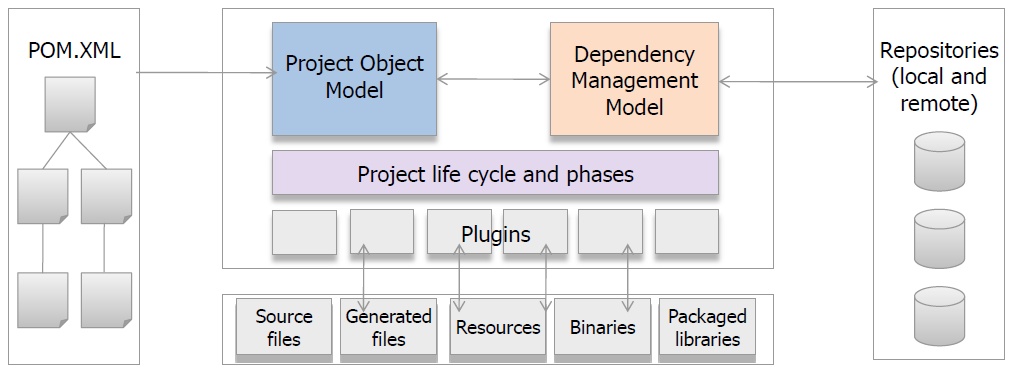 POM.XML
Project Object
Model
Dependency
Management
Model
Repositories
(local and
remote)
Project life cycle and phases
Plugins
Source
files
Generated
files
Resources
Binaries
Packaged
libraries